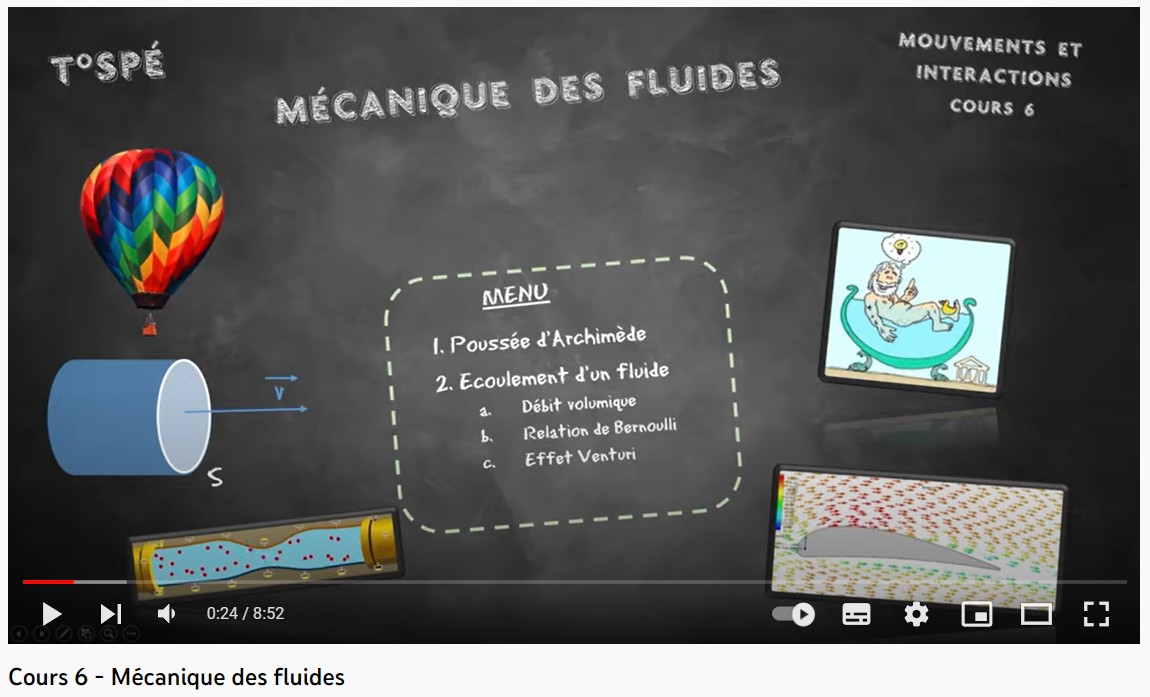 T°SPÉ
MÉCANIQUE DES FLUIDES
MOUVEMENTS ET
INTERACTIONS
COURS 6
MENU
1. Poussée d'Archimède
2. Ecoulement d'un fluide
a. Débit volumique
b. Relation de Bernoulli
c. Effet Venturi
V
S
0:24 / 8:52
Cours 6 - Mécanique des fluides